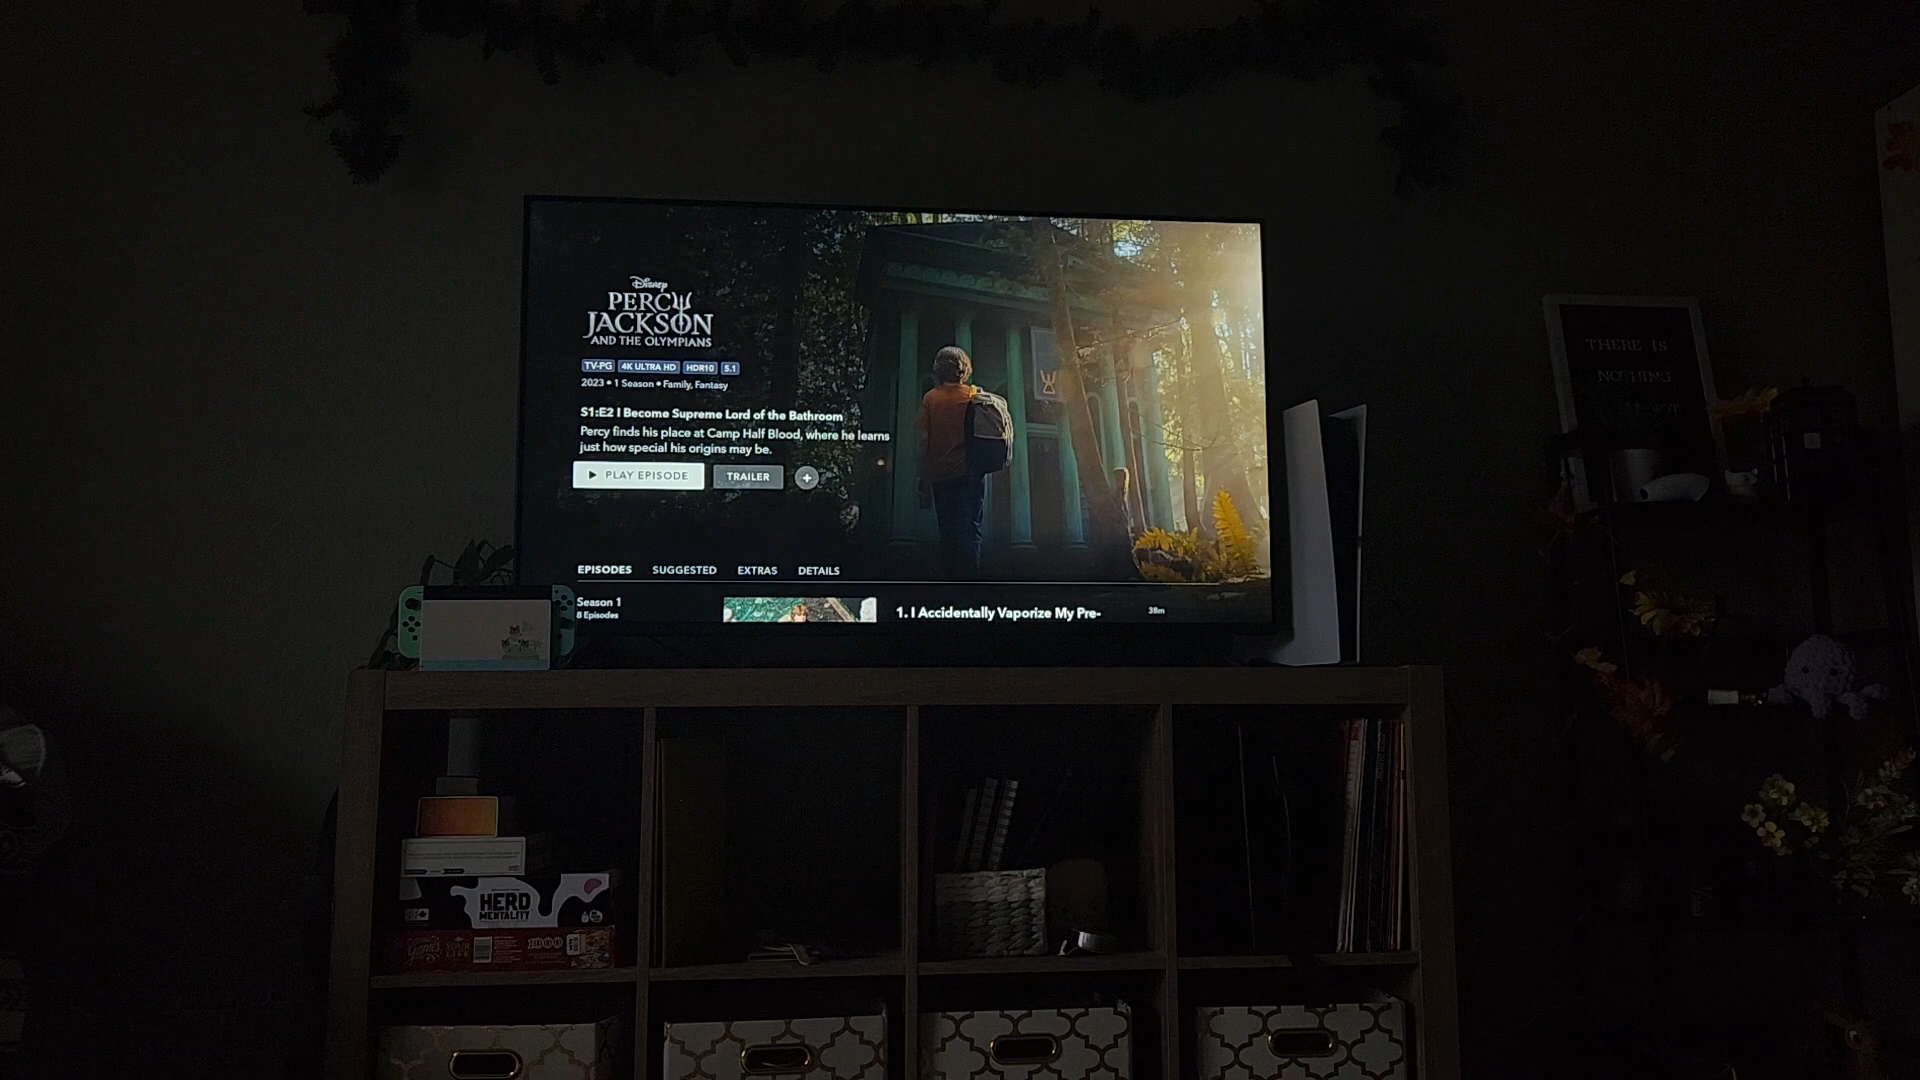 Disney
PERCY
JACKSON
AND THE OLYMPIANS
TV-PG 4K ULTRA HD HDR10 5.1
2023 • 1 Season • Family, Fantasy
S1:E2 I Become Supreme Lord of the Bathroom
Percy finds his place at Camp Half Blood, where he learns
just how special his origins may be.
PLAY EPISODE TRAILER +
EPISODES SUGGESTED EXTRAS DETAILS
Season 1
8 Episodes
1. I Accidentally Vaporize My Pre-
38m
THERE IS
NOTHING
HERD
MENTALITY
YOUR
LIFE
1000